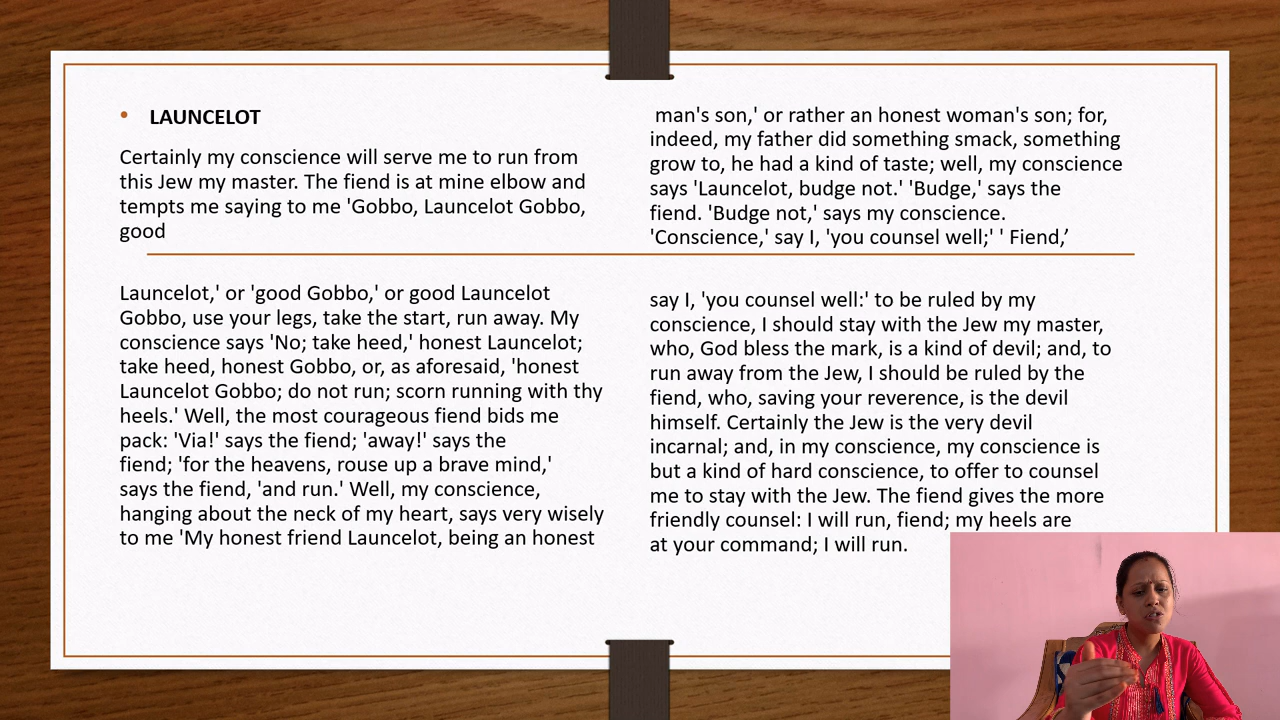 LAUNCELOT
Certainly my conscience will serve me to run from
this Jew my master. The fiend is at mine elbow and
tempts me saying to me 'Gobbo, Launcelot Gobbo,
good
Launcelot,' or 'good Gobbo,' or good Launcelot
Gobbo, use your legs, take the start, run away. My
conscience says 'No; take heed,' honest Launcelot;
take heed, honest Gobbo, or, as aforesaid, 'honest
Launcelot Gobbo; do not run; scorn running with thy
heels.' Well, the most courageous fiend bids me
pack: 'Via!' says the fiend; 'away!' says the
fiend; 'for the heavens, rouse up a brave mind,'
says the fiend, 'and run.' Well, my conscience,
hanging about the neck of my heart, says very wisely
to me 'My honest friend Launcelot, being an honest
man's son,' or rather an honest woman's son; for,
indeed, my father did something smack, something
grow to, he had a kind of taste; well, my conscience
says 'Launcelot, budge not.' 'Budge,' says the
fiend. 'Budge not,' says my conscience.
'Conscience,' say I, 'you counsel well;' ' Fiend,’
say I, 'you counsel well:' to be ruled by my
conscience, I should stay with the Jew my master,
who, God bless the mark, is a kind of devil; and, to
run away from the Jew, I should be ruled by the
fiend, who, saving your reverence, is the devil
himself. Certainly the Jew is the very devil
incarnal; and, in my conscience, my conscience is
but a kind of hard conscience, to offer to counsel
me to stay with the Jew. The fiend gives the more
friendly counsel: I will run, fiend; my heels are
at your command; I will run.